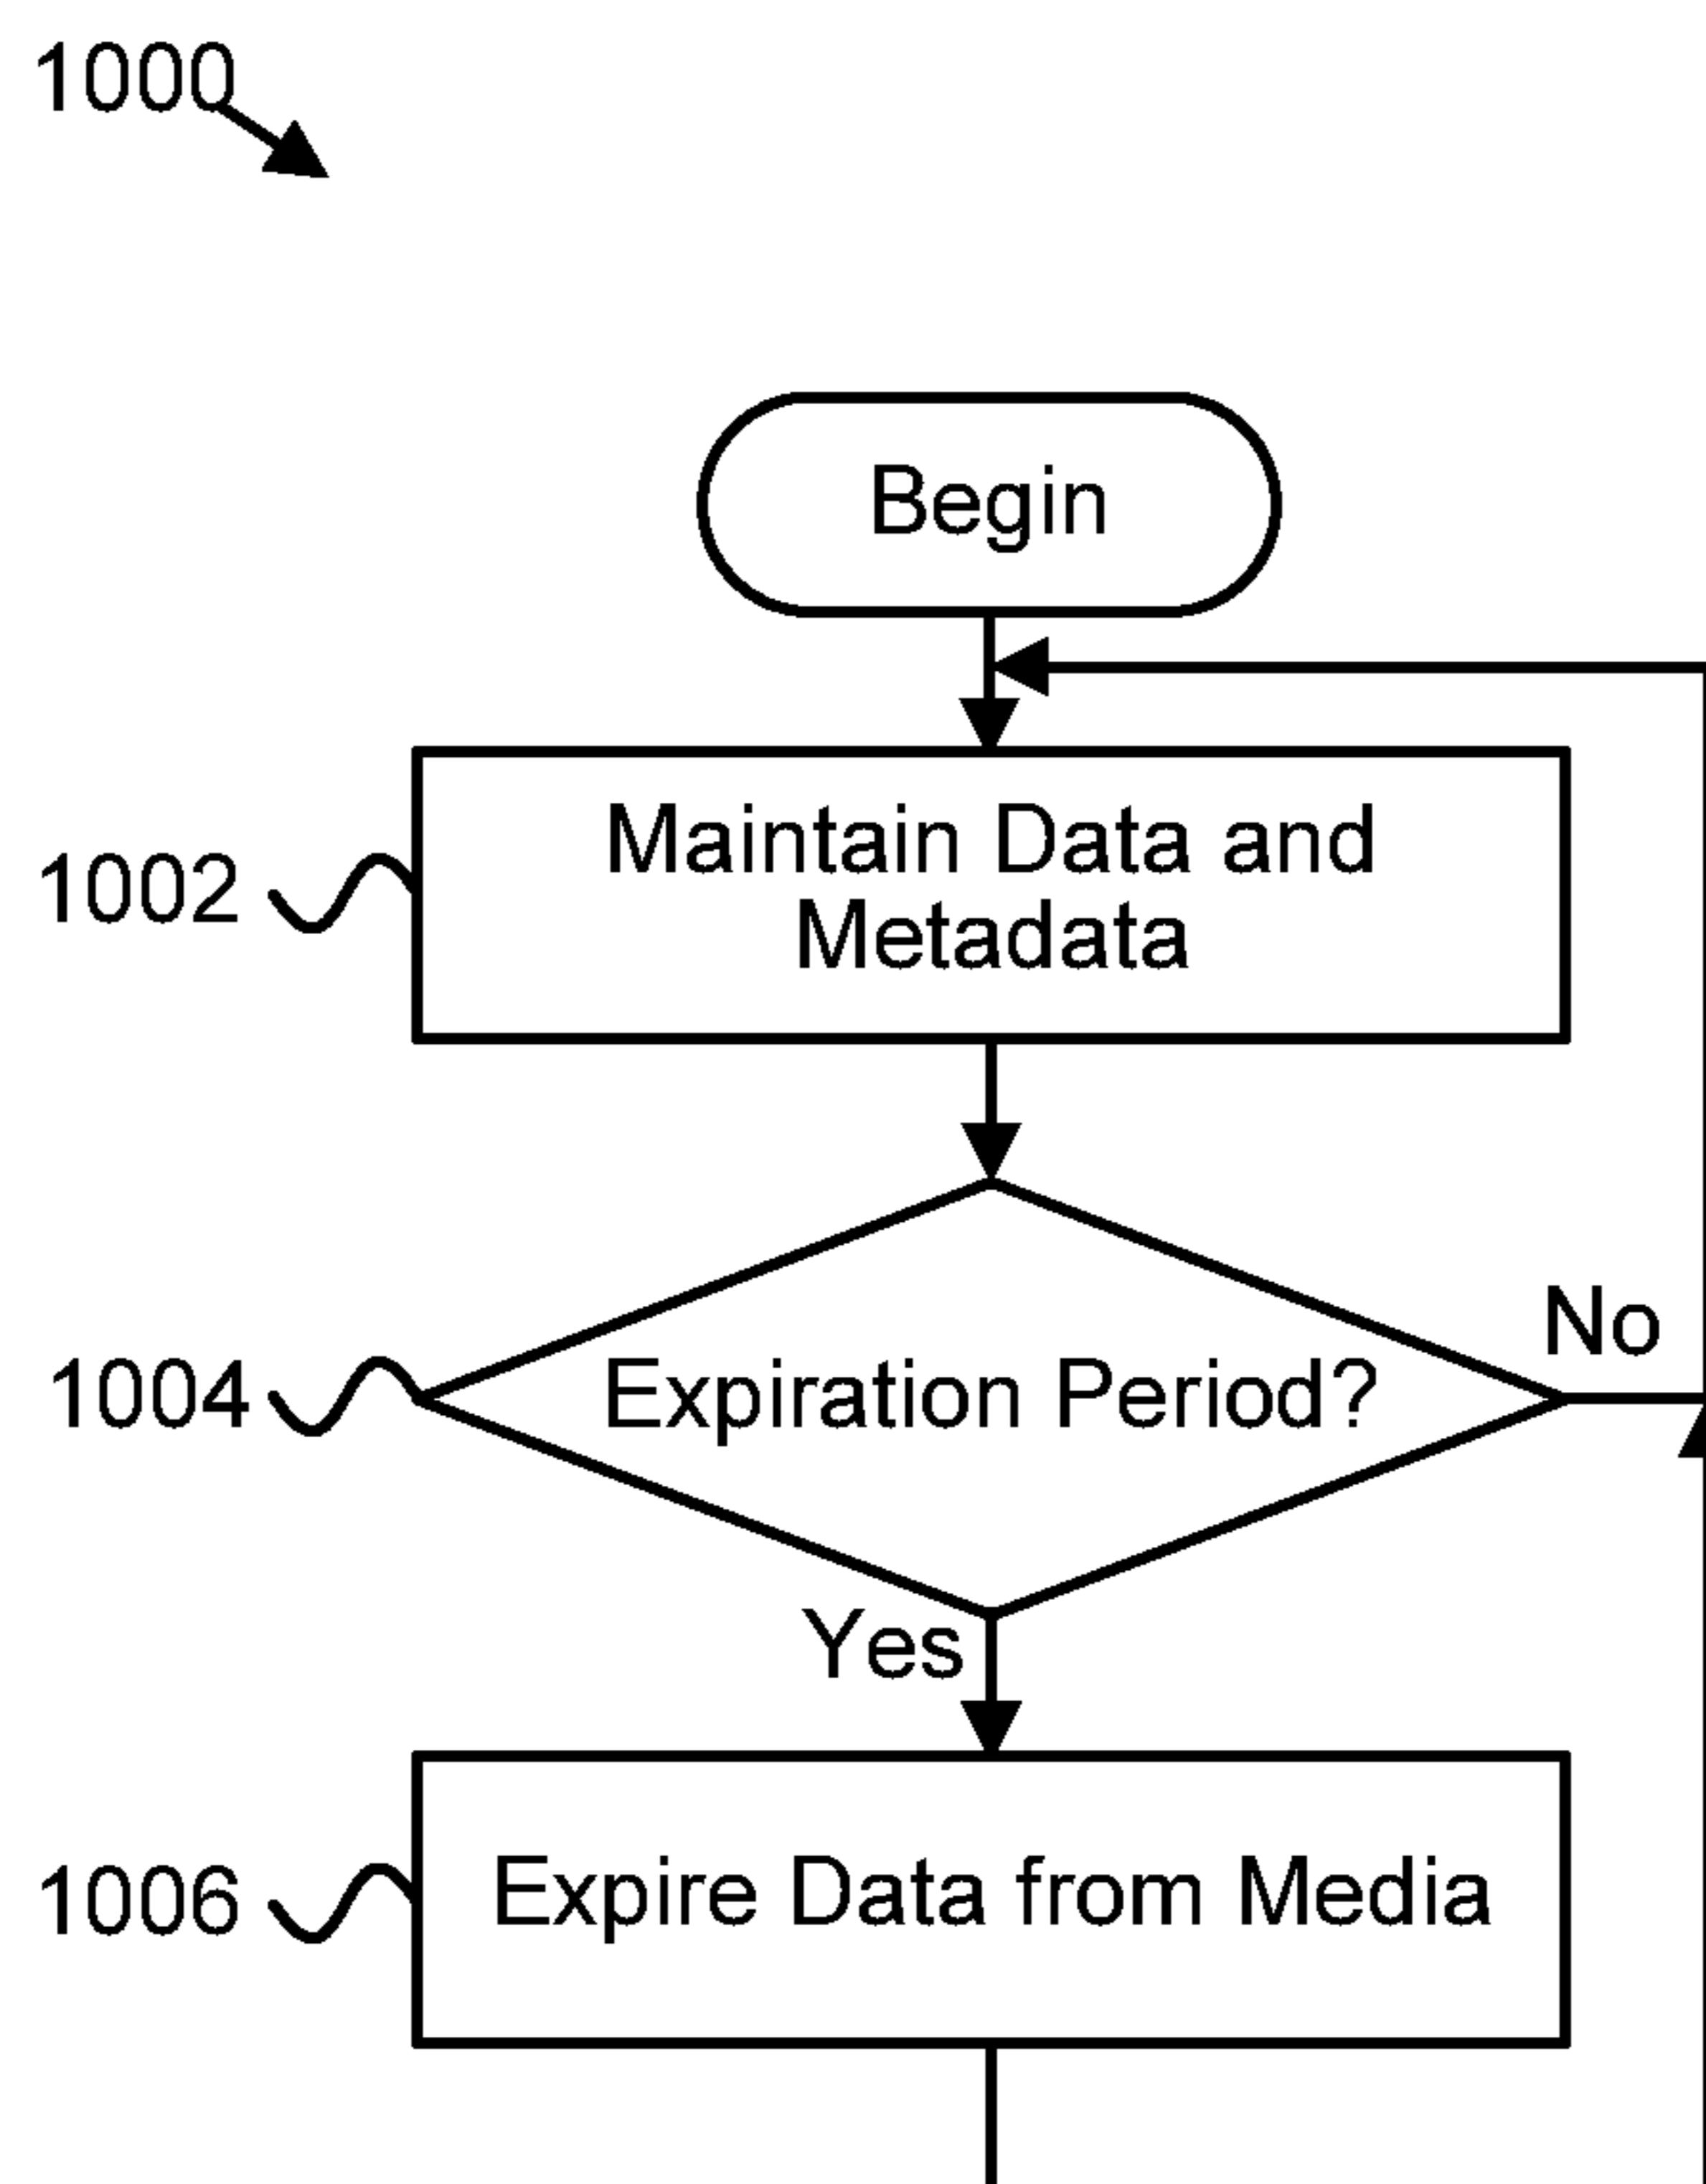 1000
Begin
Maintain Data and
Metadata
1002
No
Expiration Period?
1004
Yes
Expire Data from Media
1006